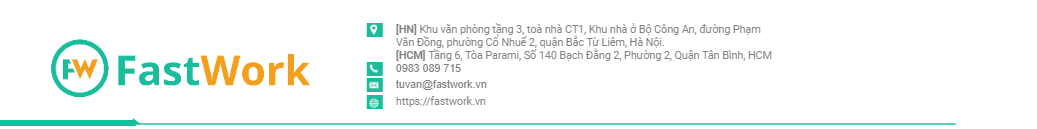 FW FastWork
[HN] Khu văn phòng tầng 3, toà nhà CT1, Khu nhà ở Bộ Công An, đường Phạm
Văn Đồng, phường Cổ Nhuế 2, quận Bắc Từ Liêm, Hà Nội.
[HCM] Tầng 6, Tòa Parami, Số 140 Bạch Đằng 2, Phường 2, Quận Tân Bình, HCM
0983 089 715
tuvan@fastwork.vn
https://fastwork.vn